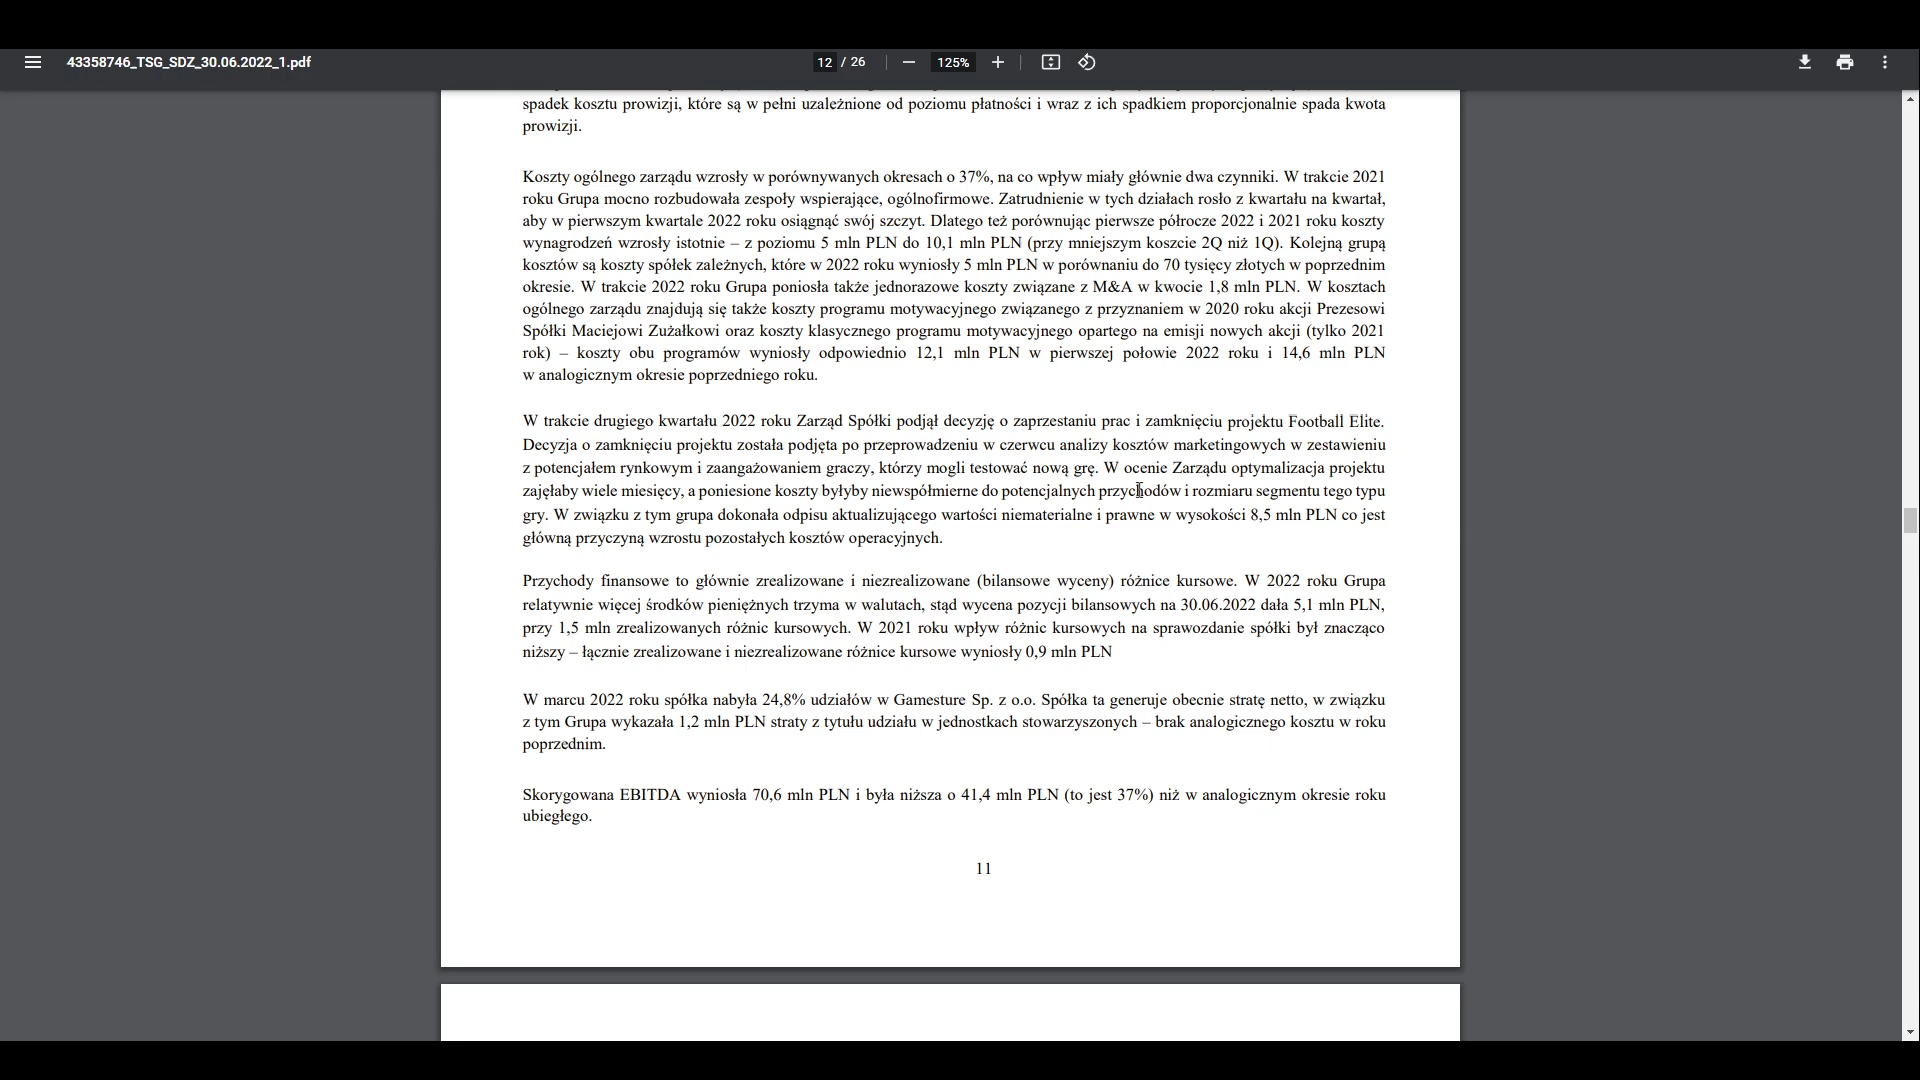 43358746_TSG_SDZ_30.06.2022_1.pdf
12 / 26
125%
spadek kosztu prowizji, które są w pełni uzależnione od poziomu płatności i wraz z ich spadkiem proporcjonalnie spada kwota
prowizji.
Koszty ogólnego zarządu wzrosły w porównywanych okresach o 37%, na co wpływ miały głównie dwa czynniki. W trakcie 2021
roku Grupa mocno rozbudowała zespoły wspierające, ogólnofirmowe. Zatrudnienie w tych działach rosło z kwartału na kwartał,
aby w pierwszym kwartale 2022 roku osiągnąć swój szczyt. Dlatego też porównując pierwsze półrocze 2022 i 2021 roku koszty
wynagrodzeń wzrosły istotnie – z poziomu 5 mln PLN do 10,1 mln PLN (przy mniejszym koszcie 2Q niż 1Q). Kolejną grupą
kosztów są koszty spółek zależnych, które w 2022 roku wyniosły 5 mln PLN w porównaniu do 70 tysięcy złotych w poprzednim
okresie. W trakcie 2022 roku Grupa poniosła także jednorazowe koszty związane z M&A w kwocie 1,8 mln PLN. W kosztach
ogólnego zarządu znajdują się także koszty programu motywacyjnego związanego z przyznaniem w 2020 roku akcji Prezesowi
Spółki Maciejowi Zużałkowi oraz koszty klasycznego programu motywacyjnego opartego na emisji nowych akcji (tylko 2021
rok) – koszty obu programów wyniosły odpowiednio 12,1 mln PLN w pierwszej połowie 2022 roku i 14,6 mln PLN
w analogicznym okresie poprzedniego roku.
W trakcie drugiego kwartału 2022 roku Zarząd Spółki podjął decyzję o zaprzestaniu prac i zamknięciu projektu Football Elite.
Decyzja o zamknięciu projektu została podjęta po przeprowadzeniu w czerwcu analizy kosztów marketingowych w zestawieniu
z potencjałem rynkowym i zaangażowaniem graczy, którzy mogli testować nową grę. W ocenie Zarządu optymalizacja projektu
zajęłaby wiele miesięcy, a poniesione koszty byłyby niewspółmierne do potencjalnych przychodów i rozmiaru segmentu tego typu
gry. W związku z tym grupa dokonała odpisu aktualizującego wartości niematerialne i prawne w wysokości 8,5 mln PLN co jest
główną przyczyną wzrostu pozostałych kosztów operacyjnych.
Przychody finansowe to głównie zrealizowane i niezrealizowane (bilansowe wyceny) różnice kursowe. W 2022 roku Grupa
relatywnie więcej środków pieniężnych trzyma w walutach, stąd wycena pozycji bilansowych na 30.06.2022 dała 5,1 mln PLN,
przy 1,5 mln zrealizowanych różnic kursowych. W 2021 roku wpływ różnic kursowych na sprawozdanie spółki był znacząco
niższy – łącznie zrealizowane i niezrealizowane różnice kursowe wyniosły 0,9 mln PLN
W marcu 2022 roku spółka nabyła 24,8% udziałów w Gamesture Sp. z o.o. Spółka ta generuje obecnie stratę netto, w związku
z tym Grupa wykazała 1,2 mln PLN straty z tytułu udziału w jednostkach stowarzyszonych – brak analogicznego kosztu w roku
poprzednim.
Skorygowana EBITDA wyniosła 70,6 mln PLN i była niższa o 41,4 mln PLN (to jest 37%) niż w analogicznym okresie roku
ubiegłego.
11